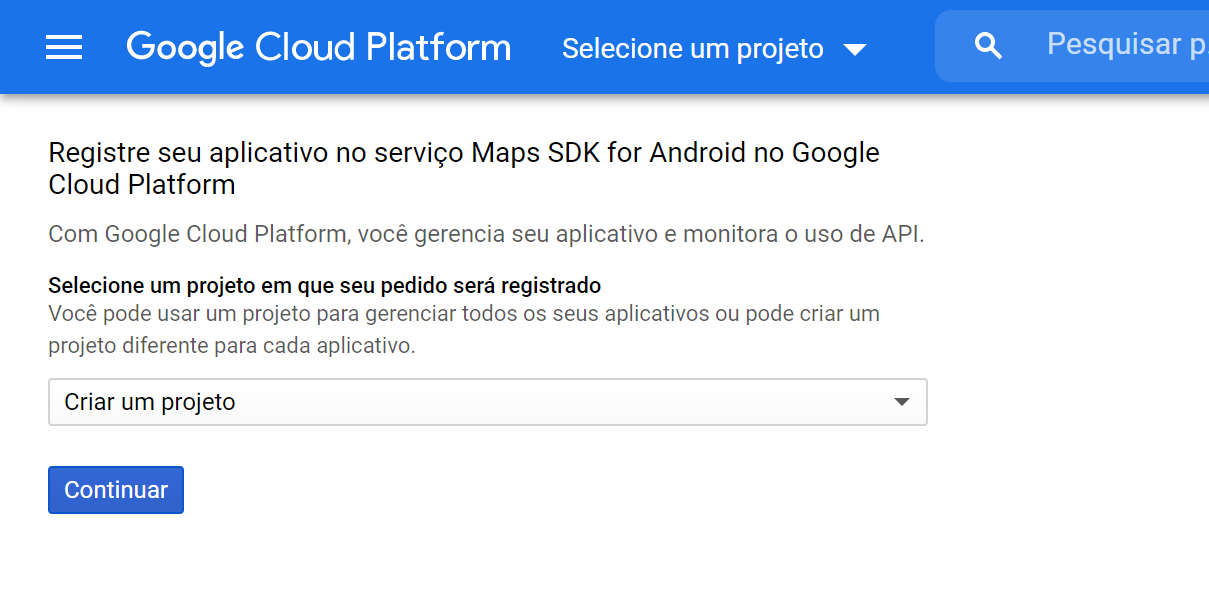 Google Cloud Platform Selecione um projeto Pesquisar p
Registre seu aplicativo no serviço Maps SDK for Android no Google
Cloud Platform
Com Google Cloud Platform, você gerencia seu aplicativo e monitora o uso de API.
Selecione um projeto em que seu pedido será registrado
Você pode usar um projeto para gerenciar todos os seus aplicativos ou pode criar um
projeto diferente para cada aplicativo.
Criar um projeto
Continuar